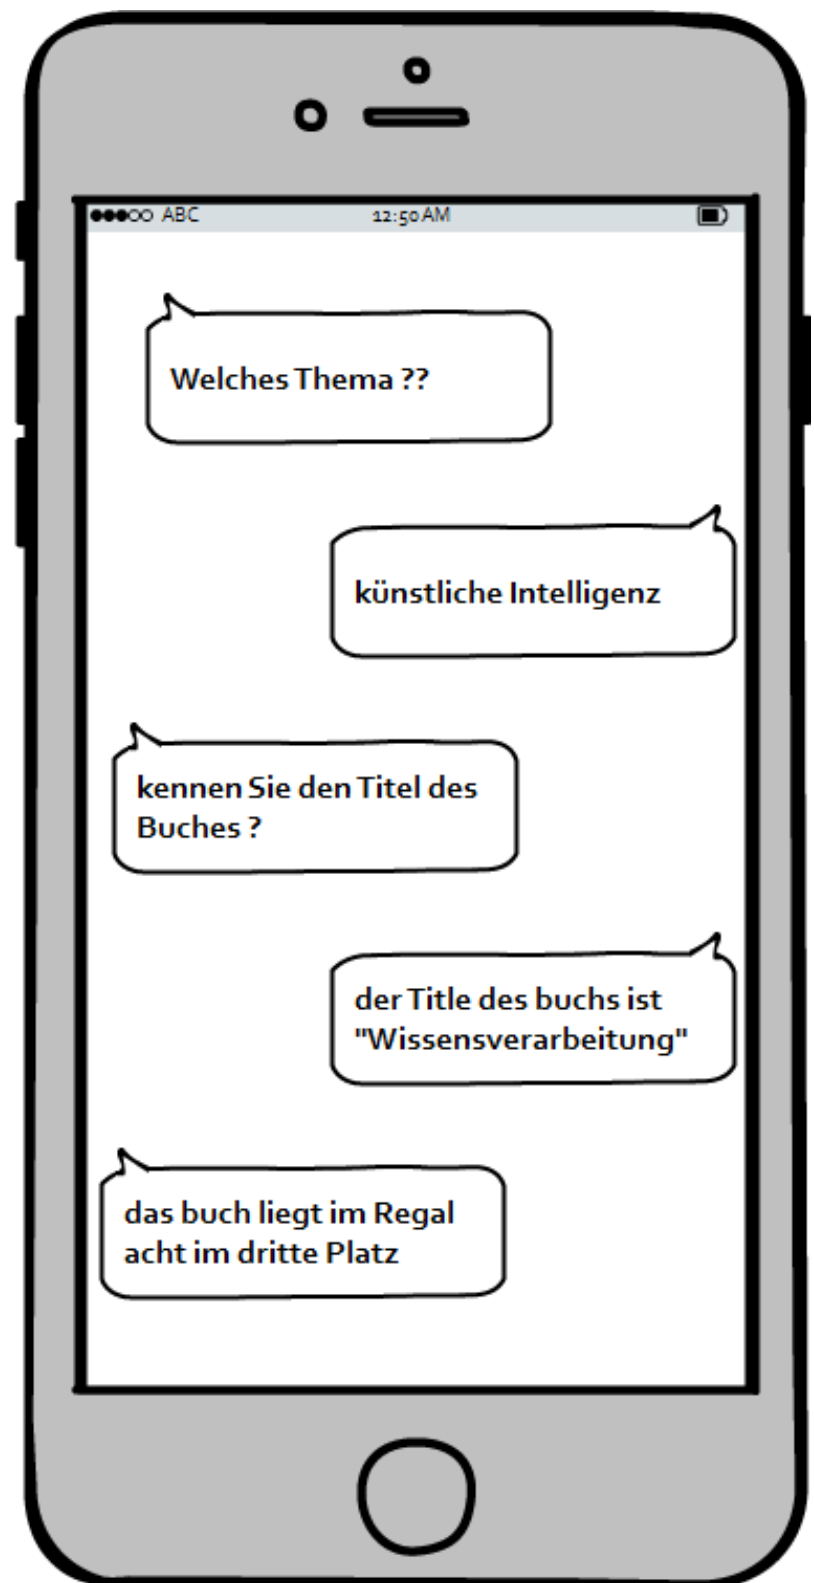 ABC 12:50 AM
Welches Thema ??
künstliche Intelligenz
kennen Sie den Titel des
Buches ?
der Title des buchs ist
"Wissensverarbeitung"
das buch liegt im Regal
acht im dritte Platz